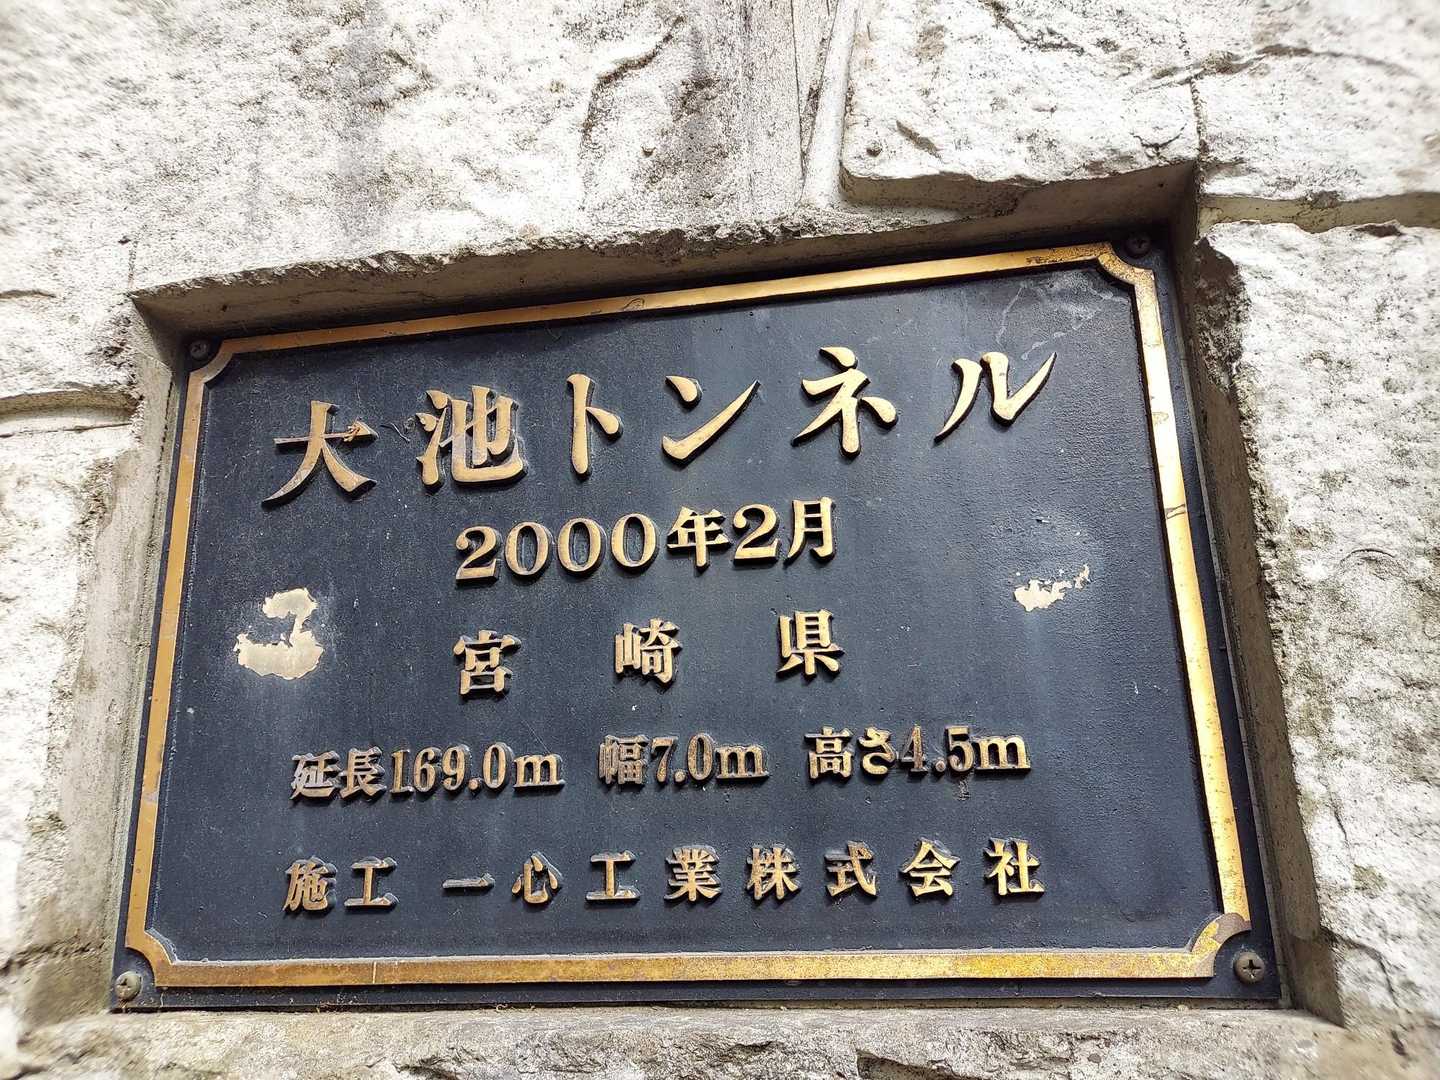 大池トンネル
2000年2月
宮崎県
延長169.0m 幅7.0m 高さ4.5m
施工 一心工業株式会社